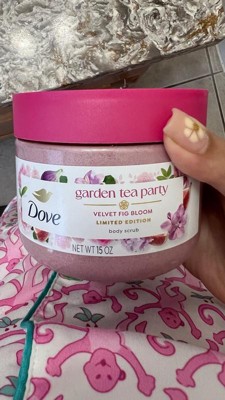 garden tea party
Dove
VELVET FIG BLOOM
LIMITED EDITION
body scrub
NET WT 15 OZ